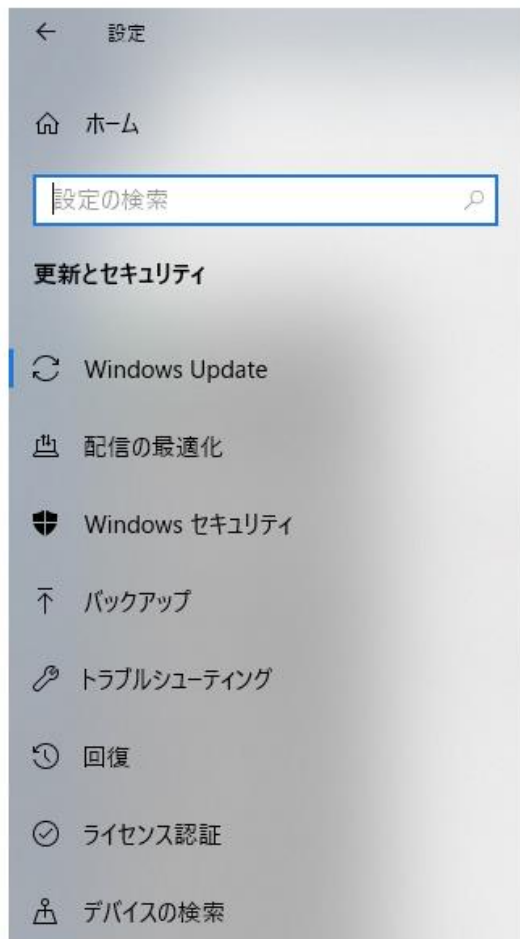 設定
ホーム
設定の検索
更新とセキュリティ
Windows Update
配信の最適化
Windows セキュリティ
バックアップ
トラブルシューティング
回復
ライセンス認証
デバイスの検索